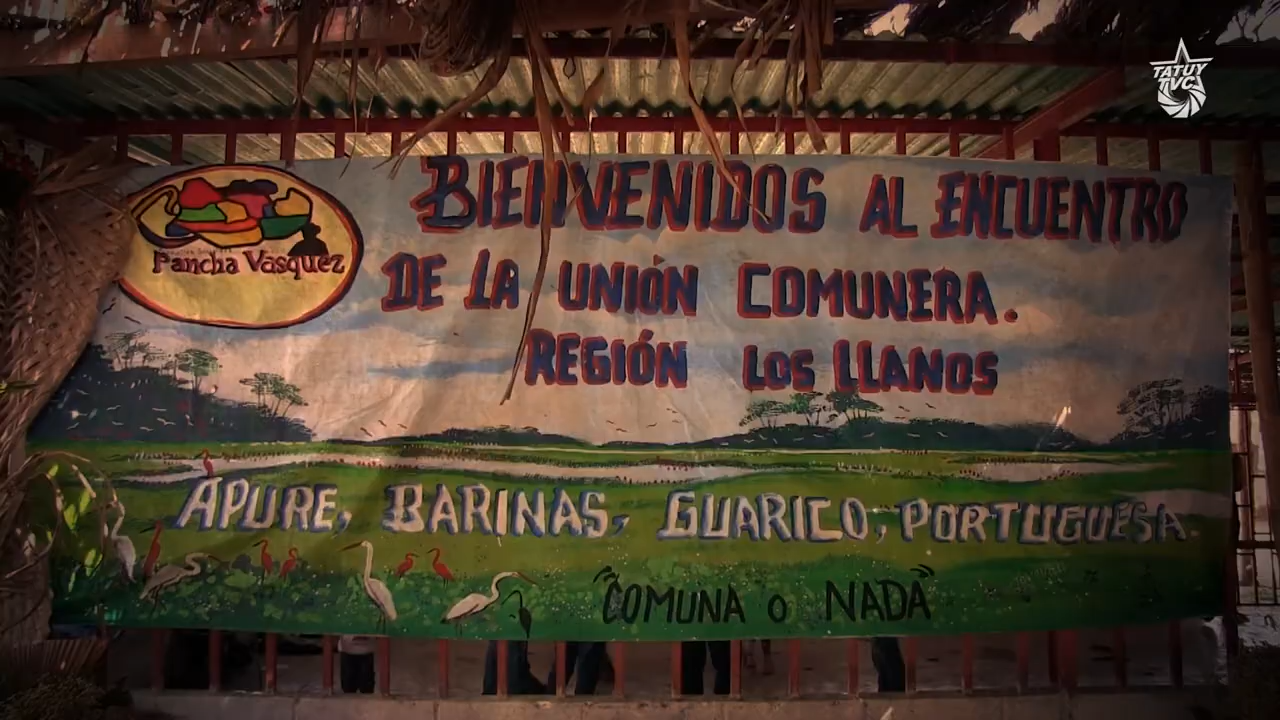 TATUY
TVC
Pancha Vásquez
BIENVENIDOS AL ENCUENTRO
DE LA UNIÓN COMUNERA.
REGIÓN LOS LLANOS
APURE, BARINAS, GUARICO, PORTUGUESA.
"COMUNA O NADA"